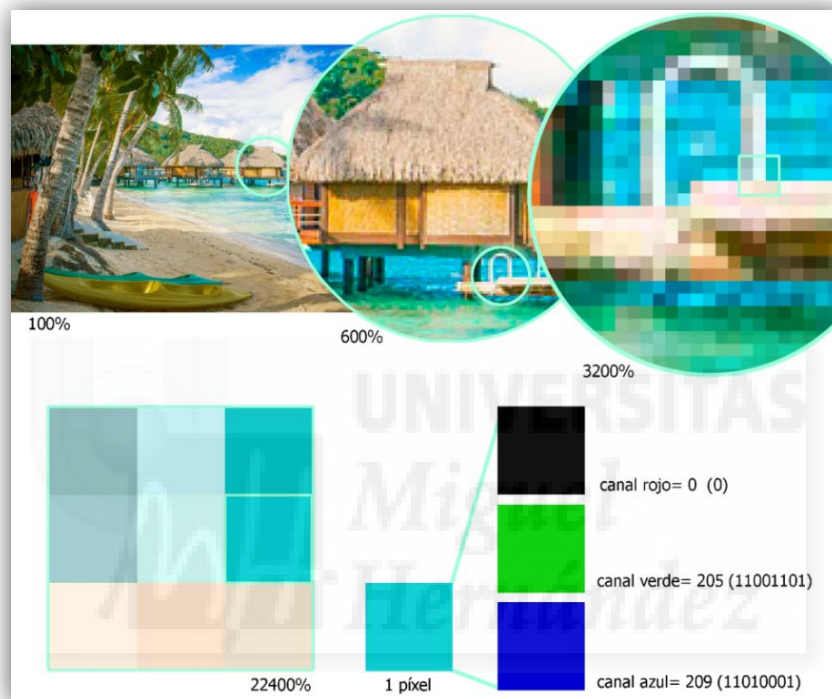 100%
600%
3200%
UNIVERSITAS
Miguel
Hernández
canal rojo= 0 (0)
canal verde= 205 (11001101)
canal azul= 209 (11010001)
22400%
1 píxel